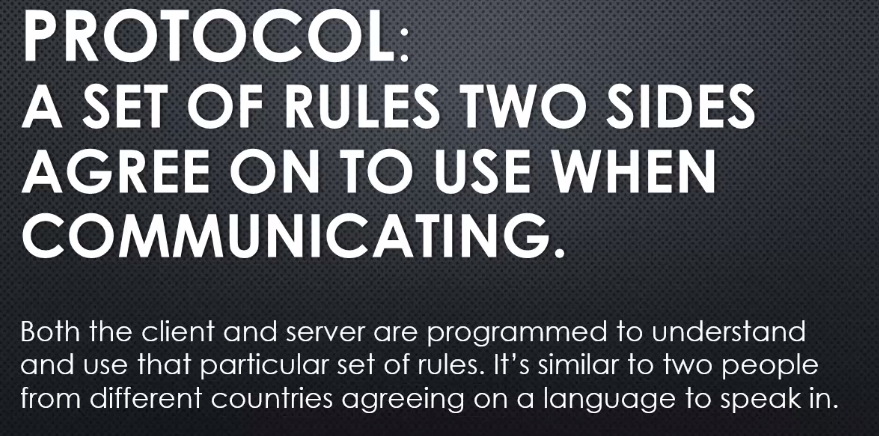 PROTOCOL:
A SET OF RULES TWO SIDES
AGREE ON TO USE WHEN
COMMUNICATING.
Both the client and server are programmed to understand
and use that particular set of rules. It's similar to two people
from different countries agreeing on a language to speak in.